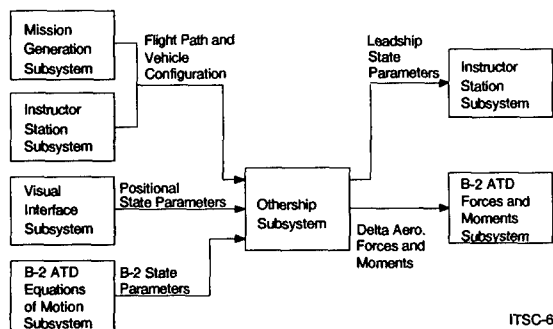 Mission
Generation
Subsystem
Flight Path and
Vehicle
Configuration
Instructor
Station
Subsystem
Visual
Interface
Subsystem
Positional
State Parameters
B-2 ATD
Equations
of Motion
Subsystem
B-2 State
Parameters
Othership
Subsystem
Leadship
State
Parameters
Instructor
Station
Subsystem
Delta Aero.
Forces and
Moments
B-2 ATD
Forces and
Moments
Subsystem
ITSC-6